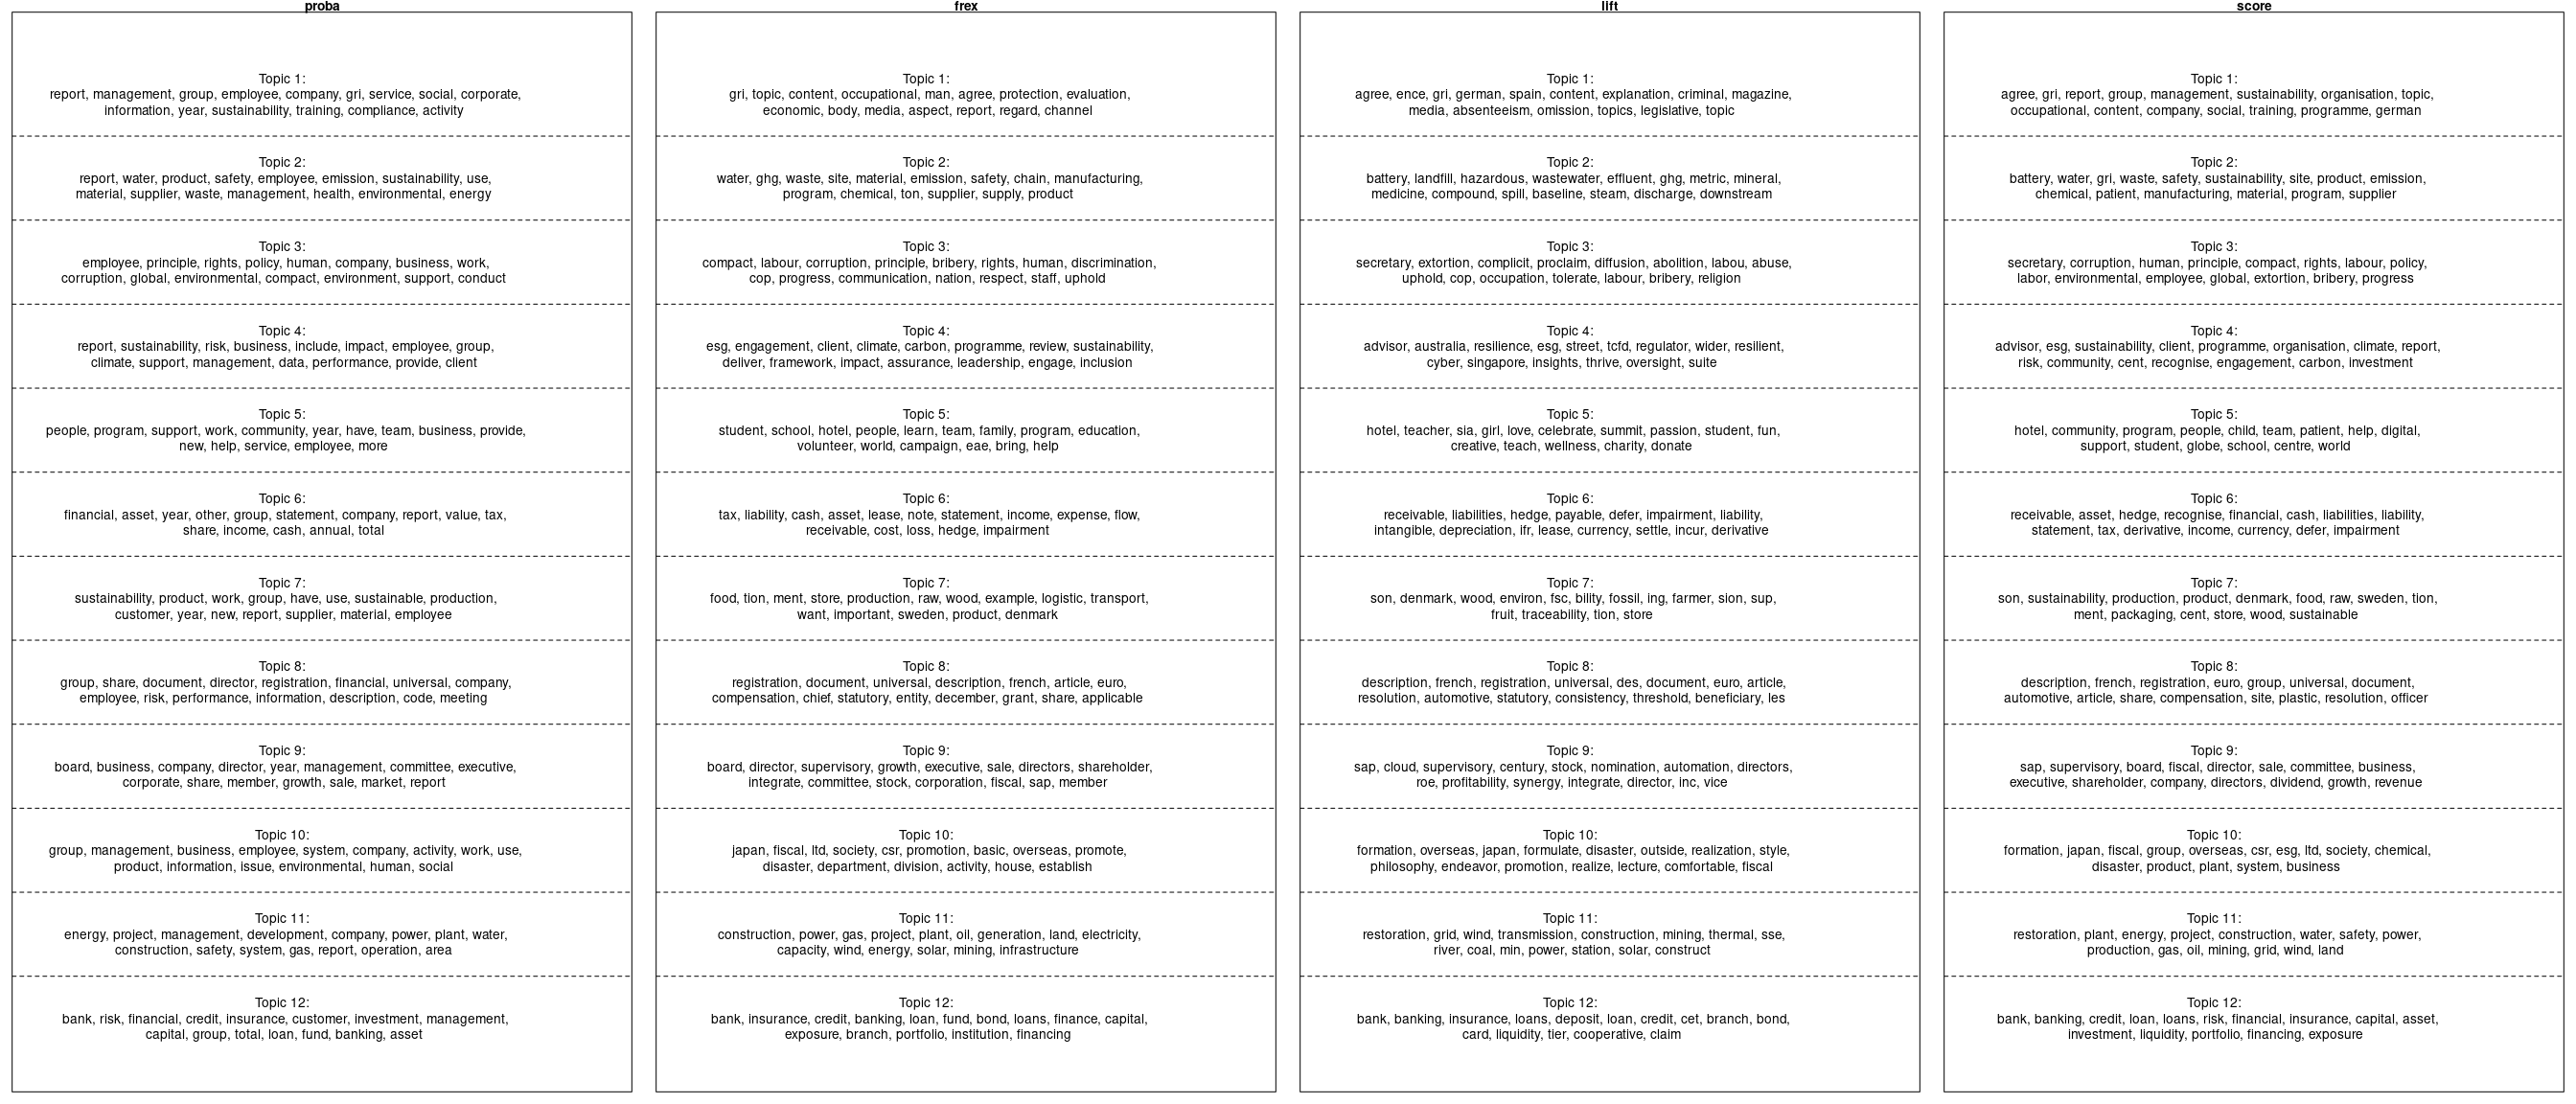 proba
Topic 1:
report, management, group, employee, company, gri, service, social, corporate,
information, year, sustainability, training, compliance, activity
Topic 2:
report, water, product, safety, employee, emission, sustainability, use,
material, supplier, waste, management, health, environmental, energy
Topic 3:
employee, principle, rights, policy, human, company, business, work,
corruption, global, environmental, compact, environment, support, conduct
Topic 4:
report, sustainability, risk, business, include, impact, employee, group,
climate, support, management, data, performance, provide, client
Topic 5:
people, program, support, work, community, year, have, team, business, provide,
new, help, service, employee, more
Topic 6:
financial, asset, year, other, group, statement, company, report, value, tax,
share, income, cash, annual, total
Topic 7:
sustainability, product, work, group, have, use, sustainable, production,
customer, year, new, report, supplier, material, employee
Topic 8:
group, share, document, director, registration, financial, universal, company,
employee, risk, performance, information, description, code, meeting
Topic 9:
board, business, company, director, year, management, committee, executive,
corporate, share, member, growth, sale, market, report
Topic 10:
group, management, business, employee, system, company, activity, work, use,
product, information, issue, environmental, human, social
Topic 11:
energy, project, management, development, company, power, plant, water,
construction, safety, system, gas, report, operation, area
Topic 12:
bank, risk, financial, credit, insurance, customer, investment, management,
capital, group, total, loan, fund, banking, asset
frex
Topic 1:
gri, topic, content, occupational, man, agree, protection, evaluation,
economic, body, media, aspect, report, regard, channel
Topic 2:
water, ghg, waste, site, material, emission, safety, chain, manufacturing,
program, chemical, ton, supplier, supply, product
Topic 3:
compact, labour, corruption, principle, bribery, rights, human, discrimination,
cop, progress, communication, nation, respect, staff, uphold
Topic 4:
esg, engagement, client, climate, carbon, programme, review, sustainability,
deliver, framework, impact, assurance, leadership, engage, inclusion
Topic 5:
student, school, hotel, people, learn, team, family, program, education,
volunteer, world, campaign, eae, bring, help
Topic 6:
tax, liability, cash, asset, lease, note, statement, income, expense, flow,
receivable, cost, loss, hedge, impairment
Topic 7:
food, tion, ment, store, production, raw, wood, example, logistic, transport,
want, important, sweden, product, denmark
Topic 8:
registration, document, universal, description, french, article, euro,
compensation, chief, statutory, entity, december, grant, share, applicable
Topic 9:
board, director, supervisory, growth, executive, sale, directors, shareholder,
integrate, committee, stock, corporation, fiscal, sap, member
Topic 10:
japan, fiscal, ltd, society, csr, promotion, basic, overseas, promote,
disaster, department, division, activity, house, establish
Topic 11:
construction, power, gas, project, plant, oil, generation, land, electricity,
capacity, wind, energy, solar, mining, infrastructure
Topic 12:
bank, insurance, credit, banking, loan, fund, bond, loans, finance, capital,
exposure, branch, portfolio, institution, financing
lift
Topic 1:
agree, ence, gri, german, spain, content, explanation, criminal, magazine,
media, absenteeism, omission, topics, legislative, topic
Topic 2:
battery, landfill, hazardous, wastewater, effluent, ghg, metric, mineral,
medicine, compound, spill, baseline, steam, discharge, downstream
Topic 3:
secretary, extortion, complicit, proclaim, diffusion, abolition, labou, abuse,
uphold, cop, occupation, tolerate, labour, bribery, religion
Topic 4:
advisor, australia, resilience, esg, street, tcfd, regulator, wider, resilient,
cyber, singapore, insights, thrive, oversight, suite
Topic 5:
hotel, teacher, sia, girl, love, celebrate, summit, passion, student, fun,
creative, teach, wellness, charity, donate
Topic 6:
receivable, liabilities, hedge, payable, defer, impairment, liability,
intangible, depreciation, ifr, lease, currency, settle, incur, derivative
Topic 7:
son, denmark, wood, environ, fsc, bility, fossil, ing, farmer, sion, sup,
fruit, traceability, tion, store
Topic 8:
description, french, registration, universal, des, document, euro, article,
resolution, automotive, statutory, consistency, threshold, beneficiary, les
Topic 9:
sap, cloud, supervisory, century, stock, nomination, automation, directors,
roe, profitability, synergy, integrate, director, inc, vice
Topic 10:
formation, overseas, japan, formulate, disaster, outside, realization, style,
philosophy, endeavor, promotion, realize, lecture, comfortable, fiscal
Topic 11:
restoration, grid, wind, transmission, construction, mining, thermal, sse,
river, coal, min, power, station, solar, construct
Topic 12:
bank, banking, insurance, loans, deposit, loan, credit, cet, branch, bond,
card, liquidity, tier, cooperative, claim
score
Topic 1:
agree, gri, report, group, management, sustainability, organisation, topic,
occupational, content, company, social, training, programme, german
Topic 2:
battery, water, gri, waste, safety, sustainability, site, product, emission,
chemical, patient, manufacturing, material, program, supplier
Topic 3:
secretary, corruption, human, principle, compact, rights, labour, policy,
labor, environmental, employee, global, extortion, bribery, progress
Topic 4:
advisor, esg, sustainability, client, programme, organisation, climate, report,
risk, community, cent, recognise, engagement, carbon, investment
Topic 5:
hotel, community, program, people, child, team, patient, help, digital,
support, student, globe, school, centre, world
Topic 6:
receivable, asset, hedge, recognise, financial, cash, liabilities, liability,
statement, tax, derivative, income, currency, defer, impairment
Topic 7:
son, sustainability, production, product, denmark, food, raw, sweden, tion,
ment, packaging, cent, store, wood, sustainable
Topic 8:
description, french, registration, euro, group, universal, document,
automotive, article, share, compensation, site, plastic, resolution, officer
Topic 9:
sap, supervisory, board, fiscal, director, sale, committee, business,
executive, shareholder, company, directors, dividend, growth, revenue
Topic 10:
formation, japan, fiscal, group, overseas, csr, esg, ltd, society, chemical,
disaster, product, plant, system, business
Topic 11:
restoration, plant, energy, project, construction, water, safety, power,
production, gas, oil, mining, grid, wind, land
Topic 12:
bank, banking, credit, loan, loans, risk, financial, insurance, capital, asset,
investment, liquidity, portfolio, financing, exposure